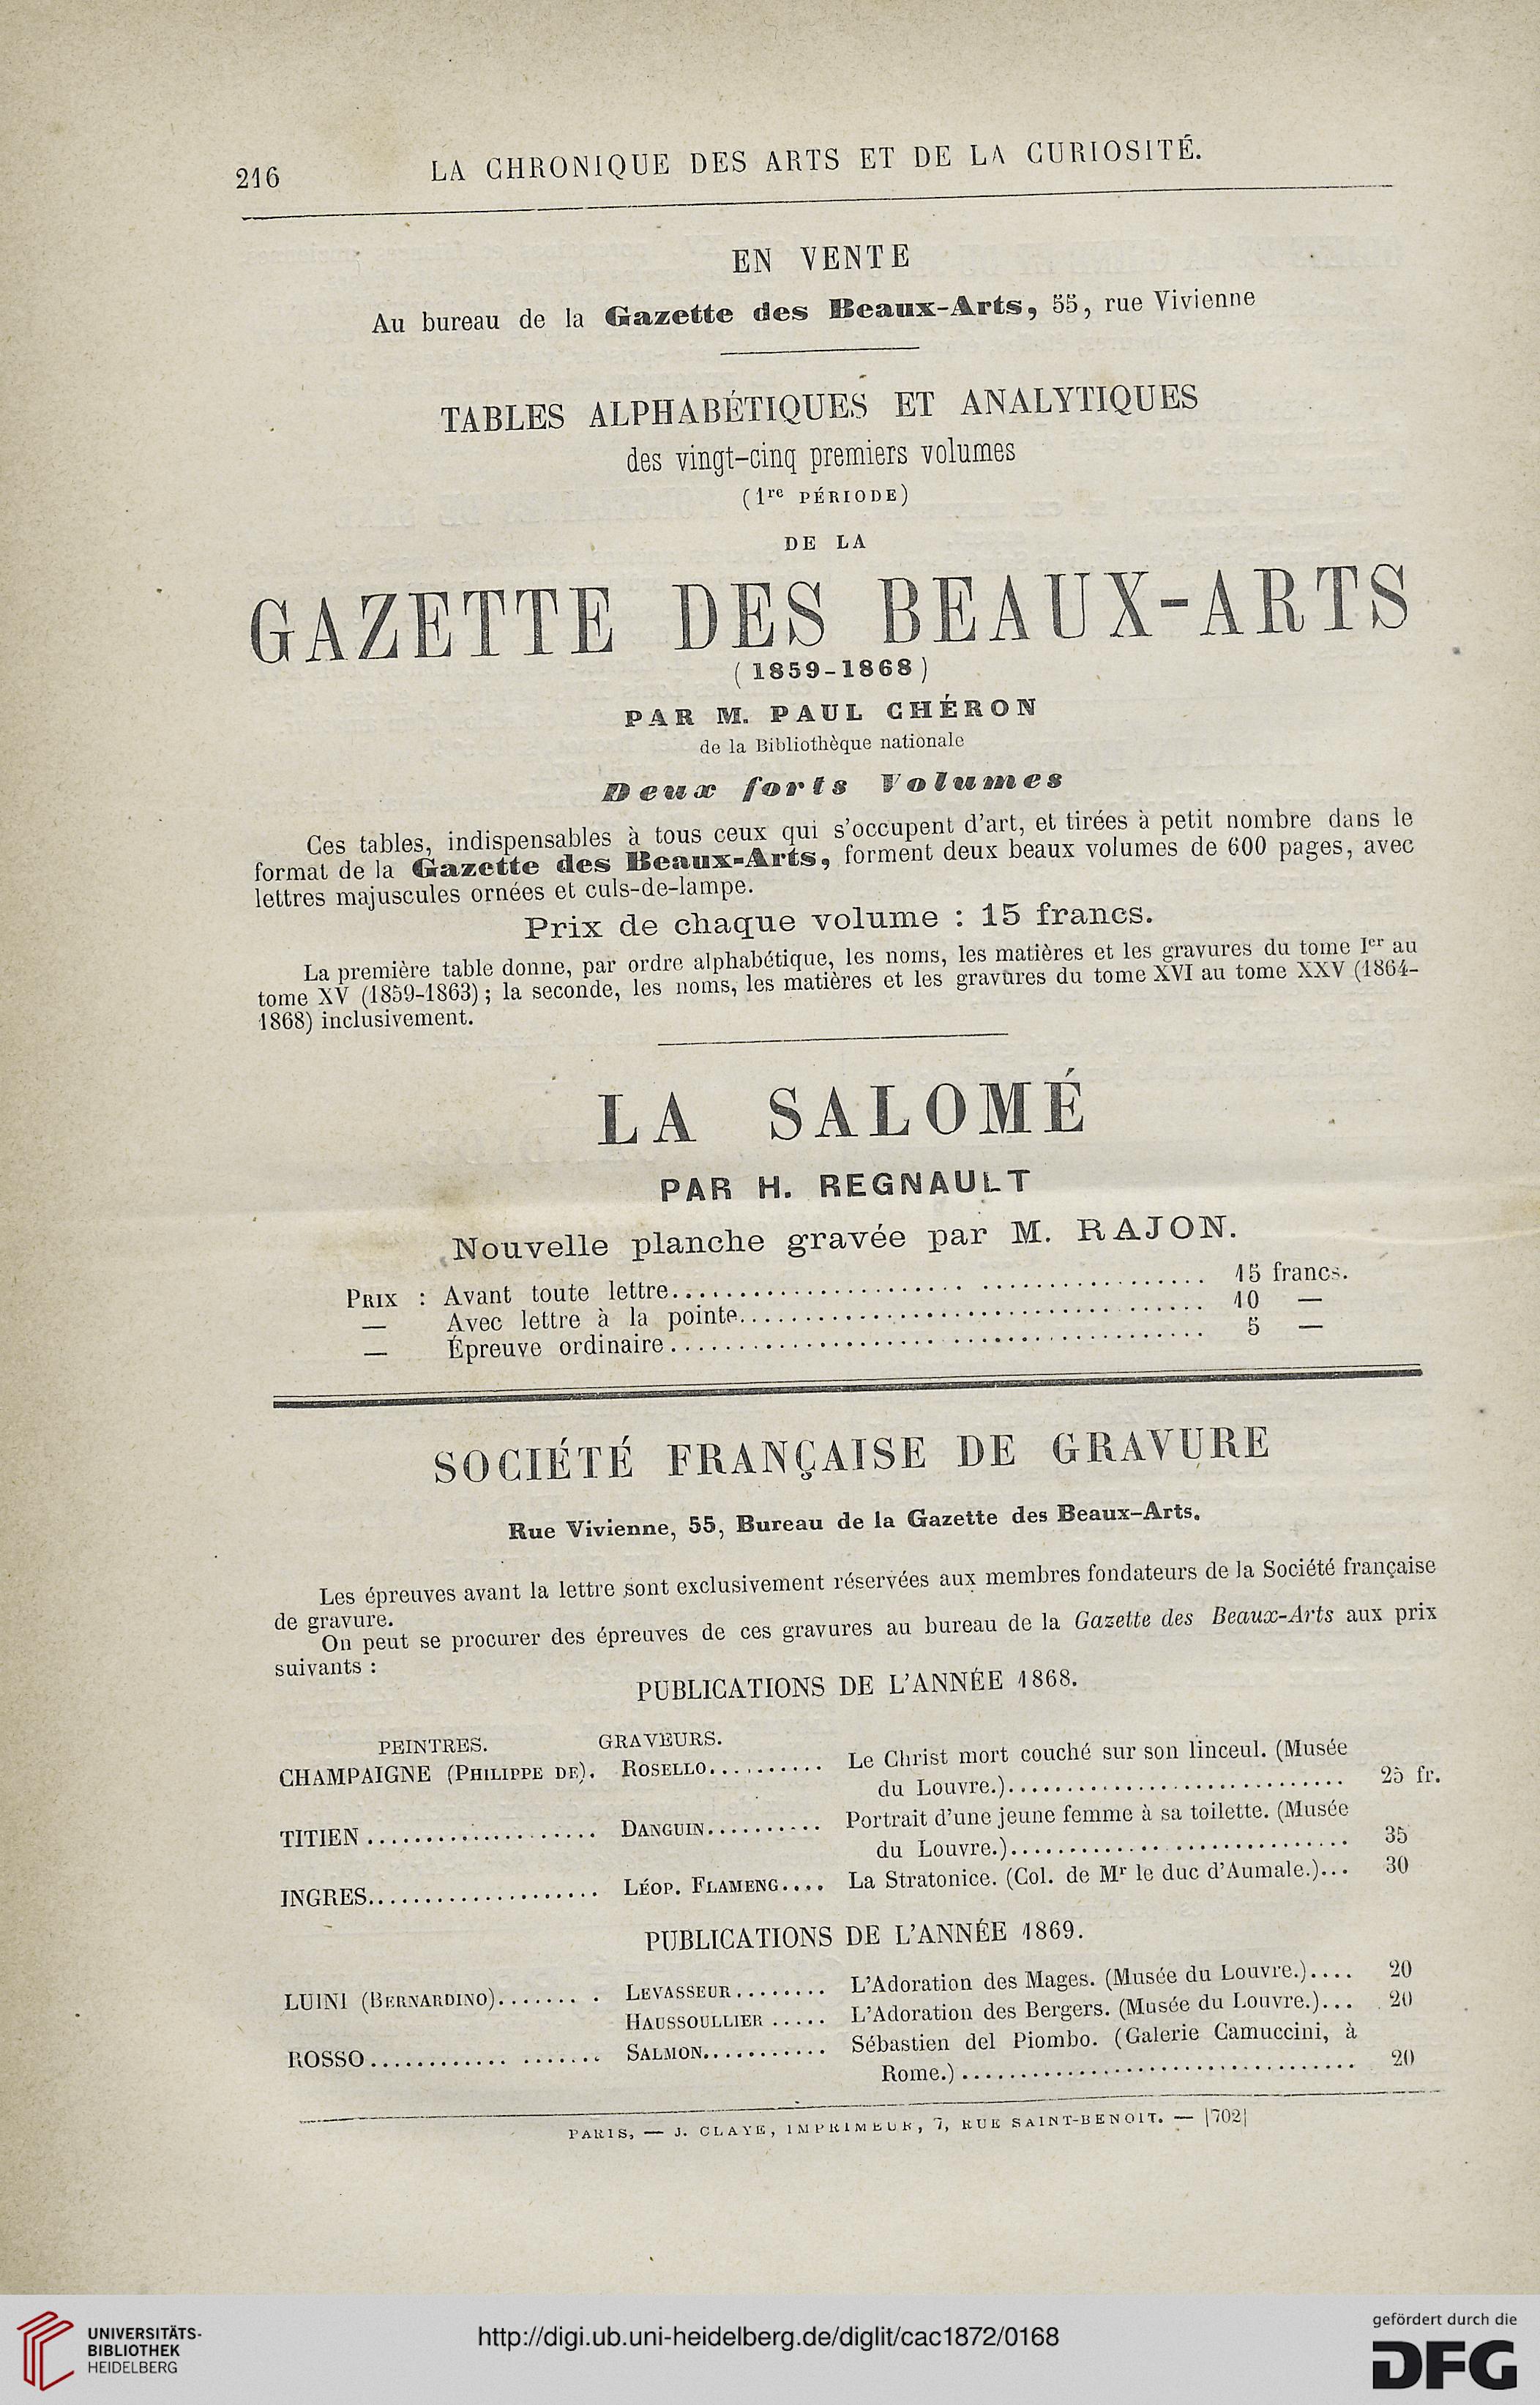 216
LA CHRONIQUE DES ARTS ET DE LA CURIOSITÉ.
EN VENTE
Au bureau de la Gazette des Beaux-Arts, 55, rue Vivienne
TABLES ALPHABÉTIQUES ET ANALYTIQUES
des vingt-cinq premiers volumes
(1re PÉRIODE)
DE LA
GAZETTE DES BEAUX-ARTS
(1859-1868)
PAR M. PAUL CHÉRON
de la Bibliothèque nationale
Deux forts Volumes
Ces tables, indispensables à tous ceux qui s'occupent d'art, et tirées à petit nombre dans le
format de la Gazette des Beaux-Arts, forment deux beaux volumes de 600 pages, avec
lettres majuscules ornées et culs-de-lampe.
Prix de chaque volume : 15 francs.
La première table donne, par ordre alphabétique, les noms, les matières et les gravures du tome Ier au
tome XV (1859-1863); la seconde, les noms, les matières et les gravures du tome XVI au tome XXV (1864-
1868) inclusivement.
LA SALOMÉ
PAR H. REGNAULT
Nouvelle planche gravée par M. RAJON.
PRIX : Avant toute lettre........................................ 15 francs.
— Avec lettre à la pointe.................................. 10 —
— Épreuve ordinaire........................................ 5 —
SOCIÉTÉ FRANÇAISE DE GRAVURE
Rue Vivienne, 55, Bureau de la Gazette des Beaux-Arts.
Les épreuves avant la lettre sont exclusivement réservées aux membres fondateurs de la Société française
de gravure.
On peut se procurer des épreuves de ces gravures au bureau de la Gazette des Beaux-Arts aux prix
suivants :
PUBLICATIONS DE L'ANNÉE 1868.
PEINTRES. GRAVEURS.
CHAMPAIGNE (PHILIPPE DE). ROSELLO.......... Le Christ mort couché sur son linceul. (Musée
du Louvre.)............................ 25 fr.
TITIEN .................... DANGUIN.......... Portrait d'une jeune femme à sa toilette. (Musée
du Louvre.)............................ 35
INGRES.................... LÉOP. FLAMENG.... La Stratonice. (Col. de Mr le duc d'Aumale.)... 30
PUBLICATIONS DE L'ANNÉE 1869.
LUINI (BERNARDINO)........ LEVASSEUR........ L'Adoration des Mages. (Musée du Louvre.).... 20
HAUSSOULLIER ..... L'Adoration des Bergers. (Musée du Louvre.)... 20
ROSSO................... SALMON........... Sébastien del Piombo. (Galerie Camuccini, à
Rome.) ................................ 20
PARIS, — J. CLAYE, IMPRIMEUR, 7, RUE SAINT-BENOIT. — [702]
UNIVERSITÄTS-
BIBLIOTHEK
HEIDELBERG
http://digi.ub.uni-heidelberg.de/diglit/cac1872/0168
gefördert durch die
DFG